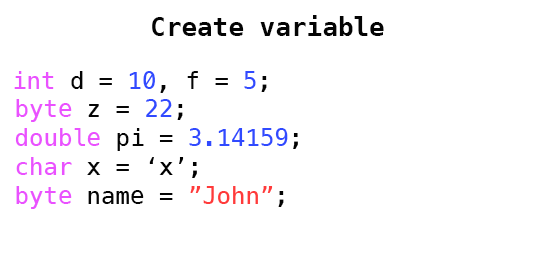 Create variable
int d = 10, f = 5;
byte z = 22;
double pi = 3.14159;
char x = ‘x’;
byte name = ”John”;